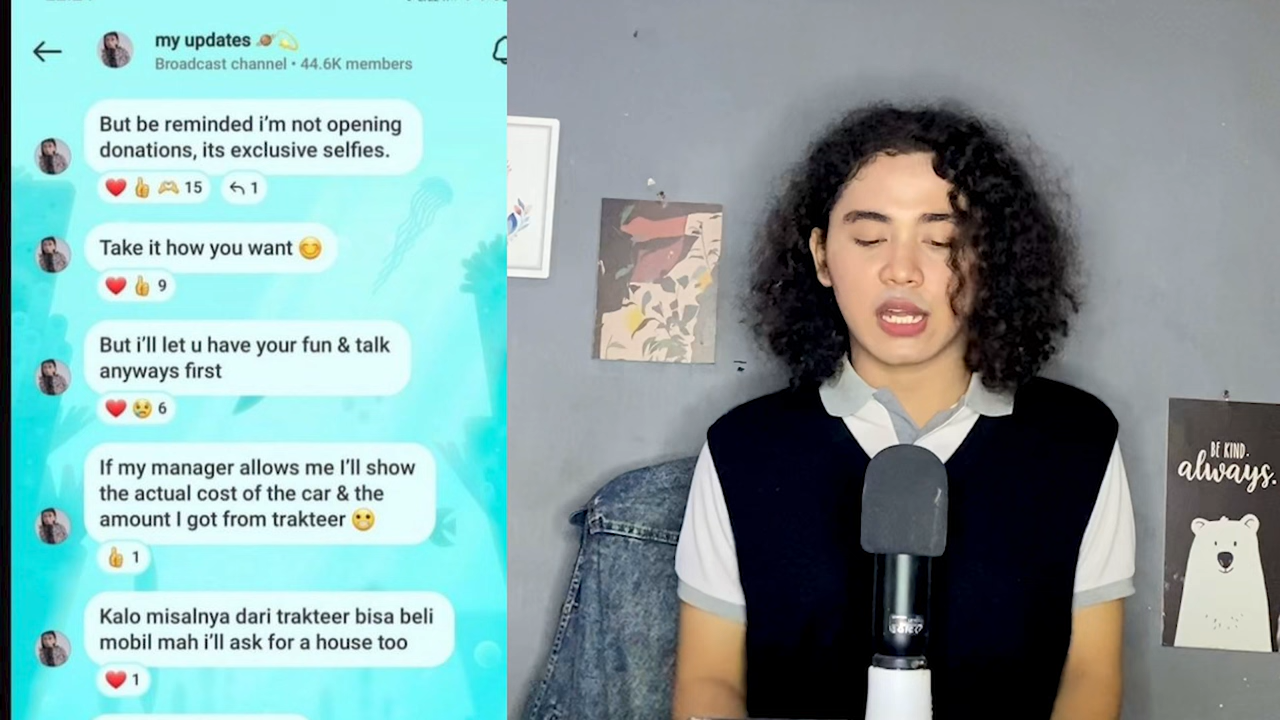 my updates
Broadcast channel • 44.6K members
But be reminded i'm not opening
donations, its exclusive selfies.
15
1
Take it how you want
9
But i'll let u have your fun & talk
anyways first
6
If my manager allows me I'll show
the actual cost of the car & the
amount I got from trakteer
1
Kalo misalnya dari trakteer bisa beli
mobil mah i'll ask for a house too
1
BE KIND.
always.